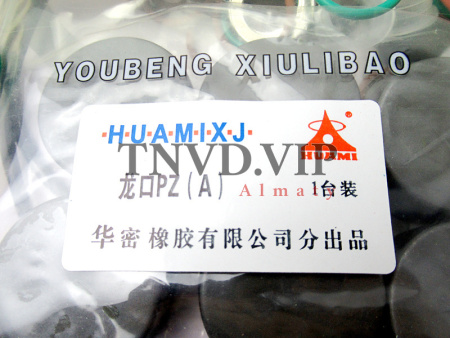 YOUBENG XIULIBAO
HUAMIXJ
®
HUAMI
TNVD.VIP
龙口PZ(A) 1台装
Almaty
华密橡胶有限公司分出品